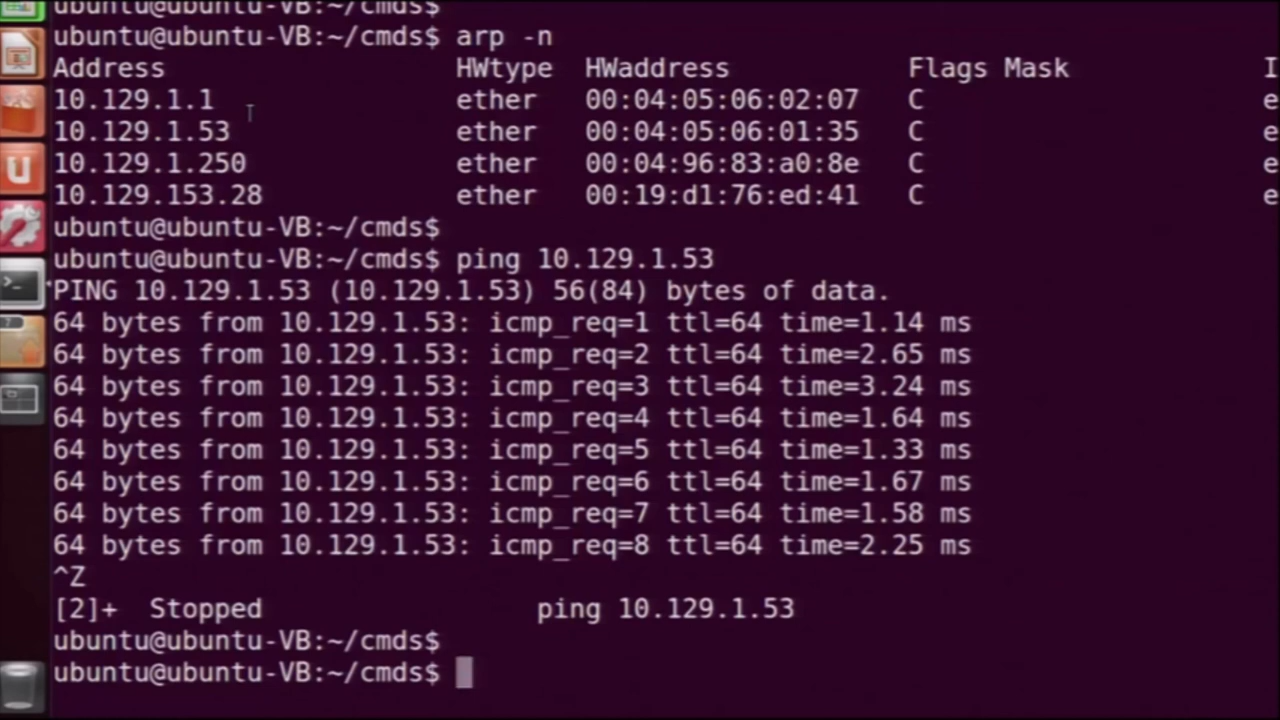 ubuntu@ubuntu-VB:~/cmds$
ubuntu@ubuntu-VB:~/cmds$ arp -n
Address HWtype HWaddress Flags Mask I
10.129.1.1 ether 00:04:05:06:02:07 C e
10.129.1.53 ether 00:04:05:06:01:35 C e
10.129.1.250 ether 00:04:96:83:a0:8e C e
10.129.153.28 ether 00:19:d1:76:ed:41 C e
ubuntu@ubuntu-VB:~/cmds$
ubuntu@ubuntu-VB:~/cmds$ ping 10.129.1.53
PING 10.129.1.53 (10.129.1.53) 56(84) bytes of data.
64 bytes from 10.129.1.53: icmp_req=1 ttl=64 time=1.14 ms
64 bytes from 10.129.1.53: icmp_req=2 ttl=64 time=2.65 ms
64 bytes from 10.129.1.53: icmp_req=3 ttl=64 time=3.24 ms
64 bytes from 10.129.1.53: icmp_req=4 ttl=64 time=1.64 ms
64 bytes from 10.129.1.53: icmp_req=5 ttl=64 time=1.33 ms
64 bytes from 10.129.1.53: icmp_req=6 ttl=64 time=1.67 ms
64 bytes from 10.129.1.53: icmp_req=7 ttl=64 time=1.58 ms
64 bytes from 10.129.1.53: icmp_req=8 ttl=64 time=2.25 ms
^Z
[2]+ Stopped ping 10.129.1.53
ubuntu@ubuntu-VB:~/cmds$
ubuntu@ubuntu-VB:~/cmds$